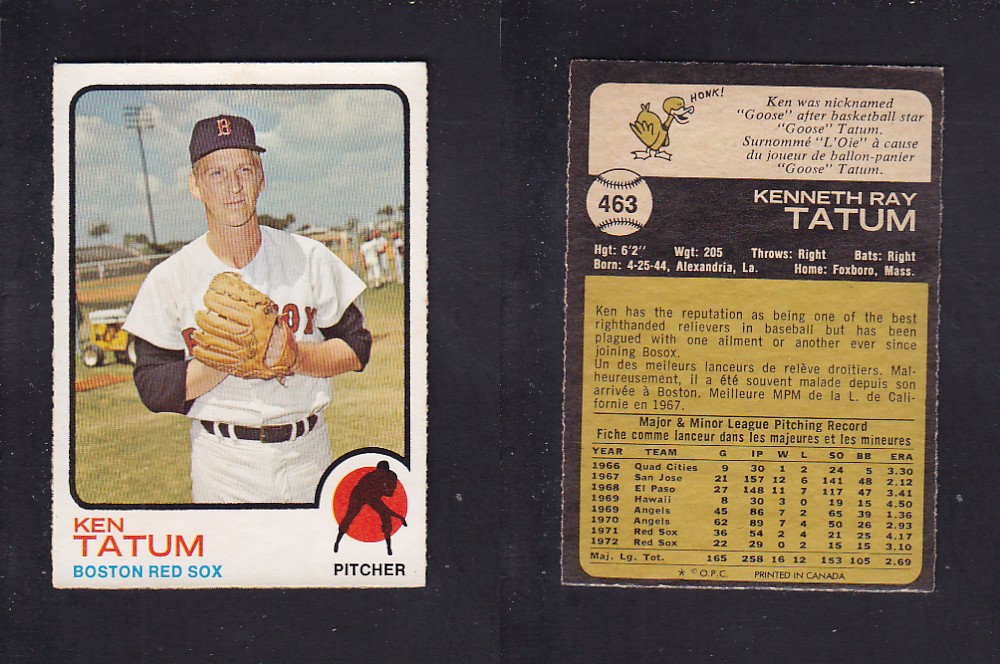 B
OX
KEN
TATUM
BOSTON RED SOX
PITCHER
HONK!
Ken was nicknamed
"Goose" after basketball star
"Goose" Tatum.
Surnommé "L'Oie" à cause
du joueur de ballon-panier
"Goose" Tatum.
463
KENNETH RAY
TATUM
Hgt: 6'2" Wgt: 205 Throws: Right Bats: Right
Born: 4-25-44, Alexandria, La. Home: Foxboro, Mass.
Ken has the reputation as being one of the best
righthanded relievers in baseball but has been
plagued with one ailment or another ever since
joining Bosox.
Un des meilleurs lanceurs de relève droitiers. Mal-
heureusement, il a été souvent malade depuis son
arrivée à Boston. Meilleure MPM de la L. de Cali-
fornie en 1967.
Major & Minor League Pitching Record
Fiche comme lanceur dans les majeures et les mineures
YEAR TEAM G IP W L SO BB ERA
1966 Quad Cities 9 30 1 2 24 5 3.30
1967 San Jose 21 157 12 6 141 48 2.12
1968 El Paso 27 148 11 7 117 47 3.41
1969 Hawaii 8 30 3 0 19 15 4.50
1969 Angels 45 86 7 2 65 39 1.36
1970 Angels 62 89 7 4 50 26 2.93
1971 Red Sox 36 54 2 4 21 25 4.17
1972 Red Sox 22 29 0 2 15 15 3.10
Maj. Lg. Tot. 165 258 16 12 153 105 2.69
* © O.P.C. PRINTED IN CANADA